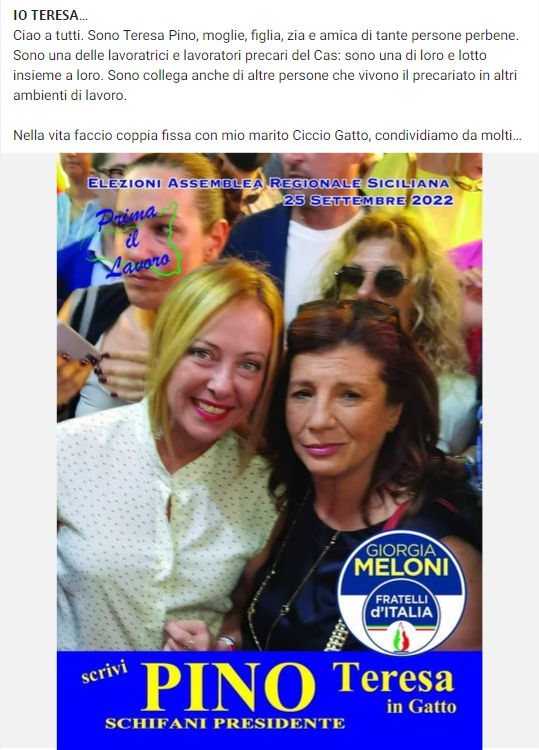 IO TERESA...
Ciao a tutti. Sono Teresa Pino, moglie, figlia, zia e amica di tante persone perbene.
Sono una delle lavoratrici e lavoratori precari del Cas: sono una di loro e lotto
insieme a loro. Sono collega anche di altre persone che vivono il precariato in altri
ambienti di lavoro.
Nella vita faccio coppia fissa con mio marito Ciccio Gatto, condividiamo da molti...
ELEZIONI ASSEMBLEA REGIONALE SICILIANA
25 SETTEMBRE 2022
Prima
il
Lavoro
GIORGIA
MELONI
FRATELLI
d'ITALIA
scrivi PINO Teresa
in Gatto
SCHIFANI PRESIDENTE